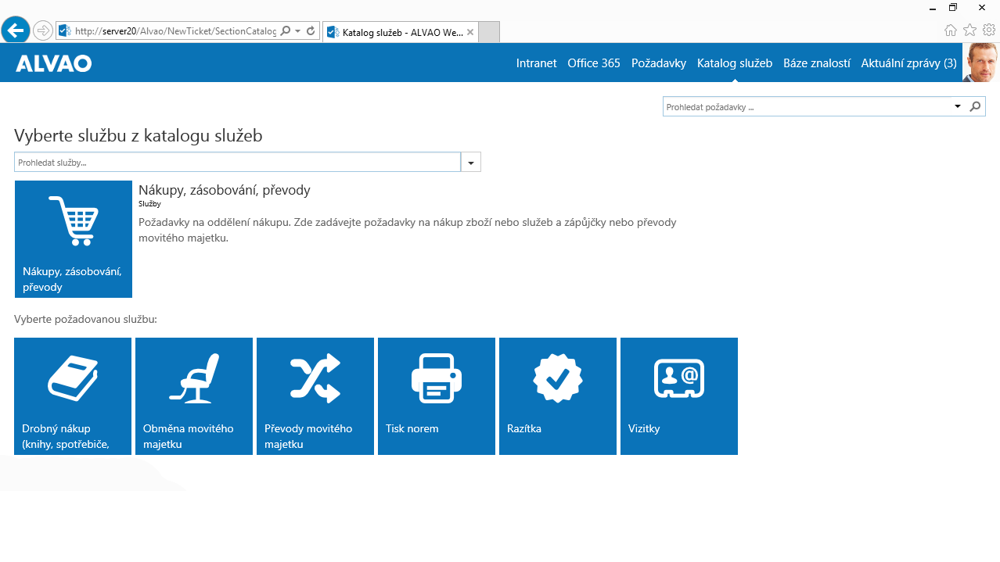 http://server20/Alvao/NewTicket/SectionCatalog
Katalog služeb - ALVAO We...
ALVAO
Intranet Office 365 Požadavky Katalog služeb Báze znalostí Aktuální zprávy (3)
Prohledat požadavky ...
Vyberte službu z katalogu služeb
Prohledat služby...
Nákupy, zásobování, převody
Služby
Požadavky na oddělení nákupu. Zde zadávejte požadavky na nákup zboží nebo služeb a zápůjčky nebo převody
movitého majetku.
Nákupy, zásobování,
převody
Vyberte požadovanou službu:
Drobný nákup
(knihy, spotřebiče,
Obměna movitého
majetku
Převody movitého
majetku
Tisk norem
Razítka
@
Vizitky